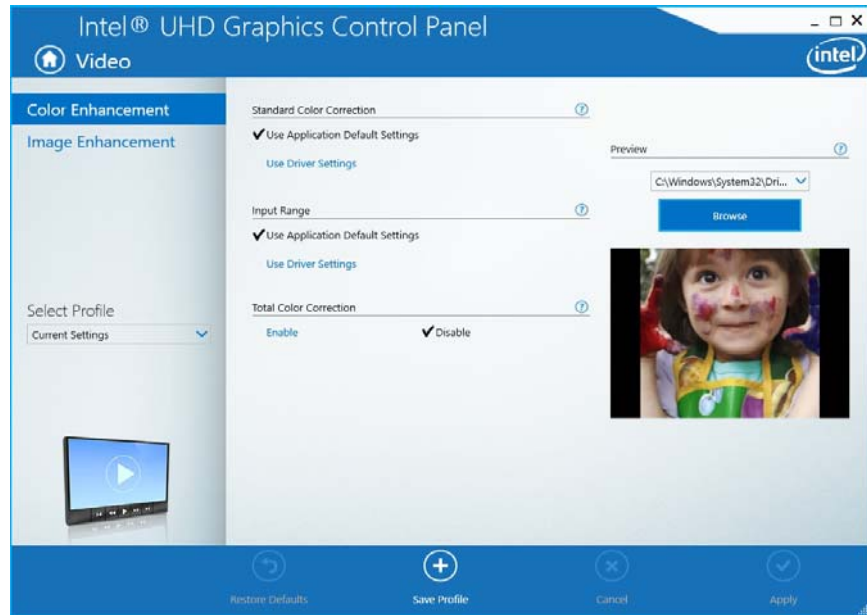 Intel® UHD Graphics Control Panel
intel
Video
Color Enhancement
Image Enhancement
Select Profile
Current Settings
Standard Color Correction
Use Application Default Settings
Use Driver Settings
Input Range
Use Application Default Settings
Use Driver Settings
Total Color Correction
Enable
Disable
Preview
C:\Windows\System32\Dri...
Browse
Restore Defaults
Save Profile
Cancel
Apply